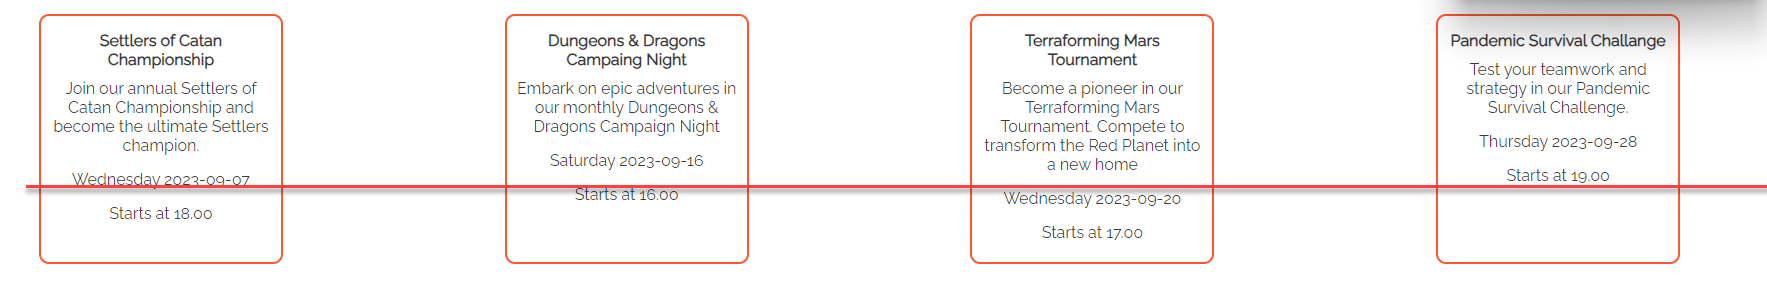 Settlers of Catan
Championship
Join our annual Settlers of
Catan Championship and
become the ultimate Settlers
champion.
Wednesday 2023-09-07
Starts at 18.00
Dungeons & Dragons
Campaing Night
Embark on epic adventures in
our monthly Dungeons &
Dragons Campaign Night
Saturday 2023-09-16
Starts at 16.00
Terraforming Mars
Tournament
Become a pioneer in our
Terraforming Mars
Tournament. Compete to
transform the Red Planet into
a new home
Wednesday 2023-09-20
Starts at 17.00
Pandemic Survival Challange
Test your teamwork and
strategy in our Pandemic
Survival Challenge.
Thursday 2023-09-28
Starts at 19.00